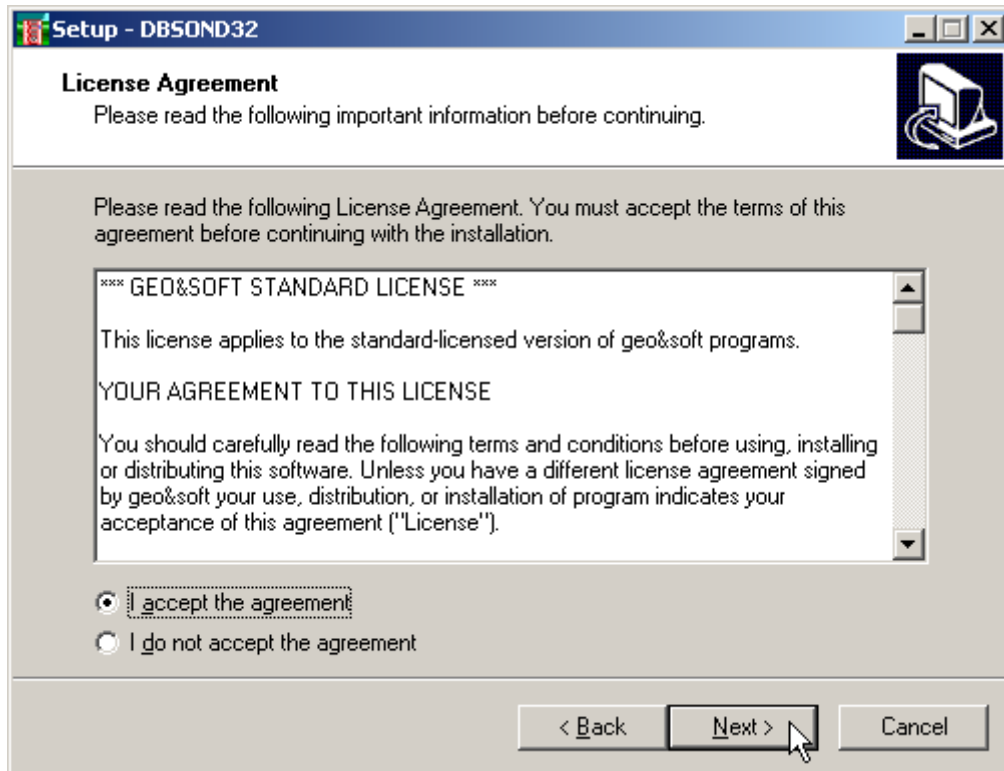 Setup - DBSOND32
License Agreement
Please read the following important information before continuing.
Please read the following License Agreement. You must accept the terms of this
agreement before continuing with the installation.
*** GEO&SOFT STANDARD LICENSE ***
This license applies to the standard-licensed version of geo&soft programs.
YOUR AGREEMENT TO THIS LICENSE
You should carefully read the following terms and conditions before using, installing
or distributing this software. Unless you have a different license agreement signed
by geo&soft your use, distribution, or installation of program indicates your
acceptance of this agreement ("License").
I accept the agreement
I do not accept the agreement
< Back Next > Cancel